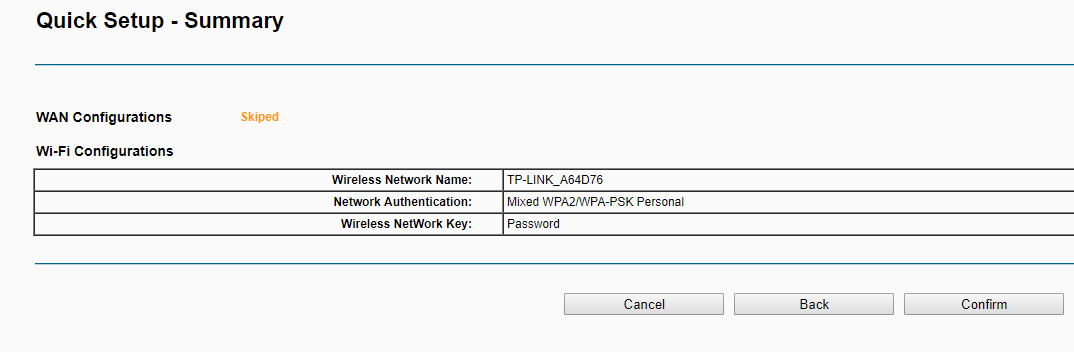 Quick Setup - Summary
WAN Configurations Skiped
Wi-Fi Configurations
Wireless Network Name: TP-LINK_A64D76
Network Authentication: Mixed WPA2/WPA-PSK Personal
Wireless NetWork Key: Password
Cancel Back Confirm